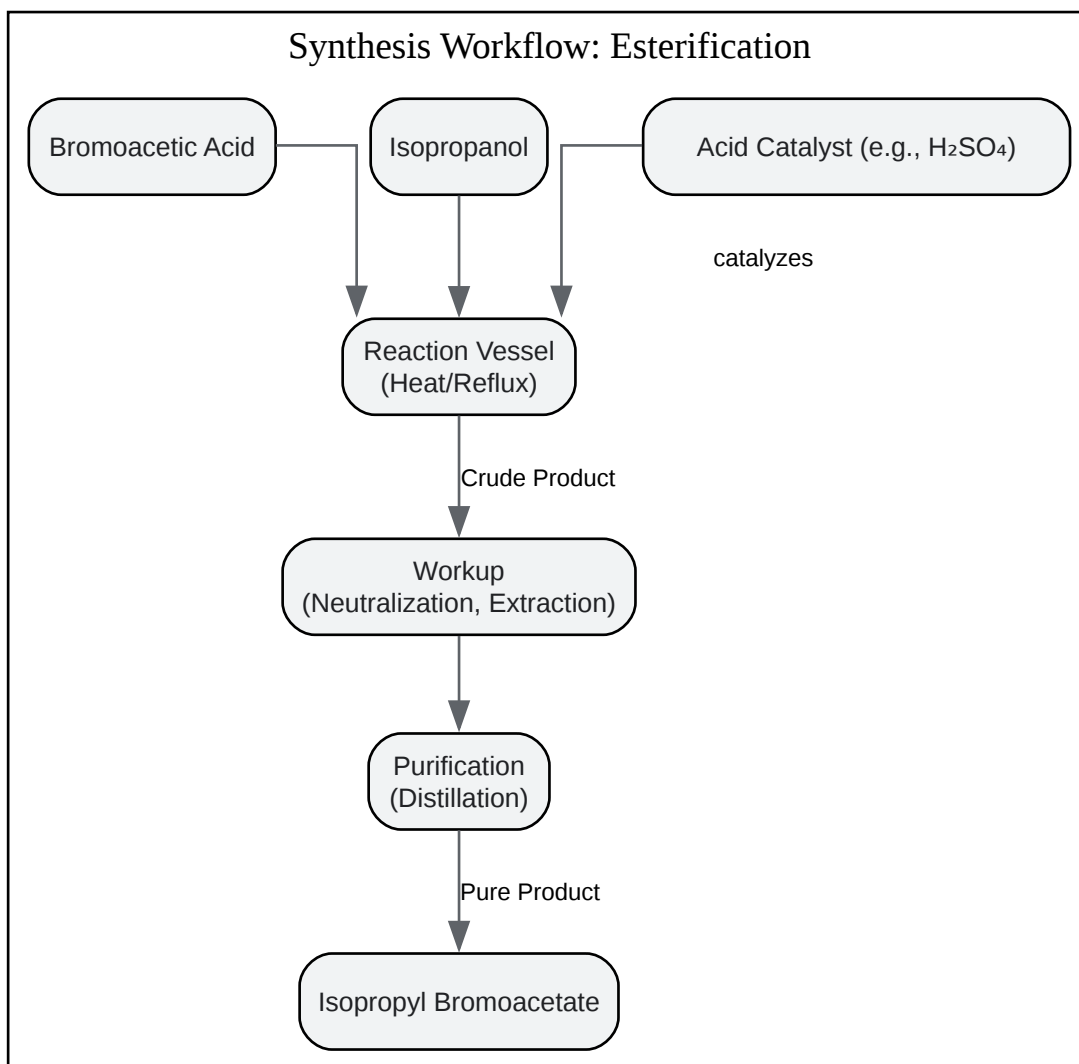 Synthesis Workflow: Esterification
Bromoacetic Acid
Isopropanol
Acid Catalyst (e.g., H₂SO₄)
catalyzes
Reaction Vessel
(Heat/Reflux)
Crude Product
Workup
(Neutralization, Extraction)
Purification
(Distillation)
Pure Product
Isopropyl Bromoacetate